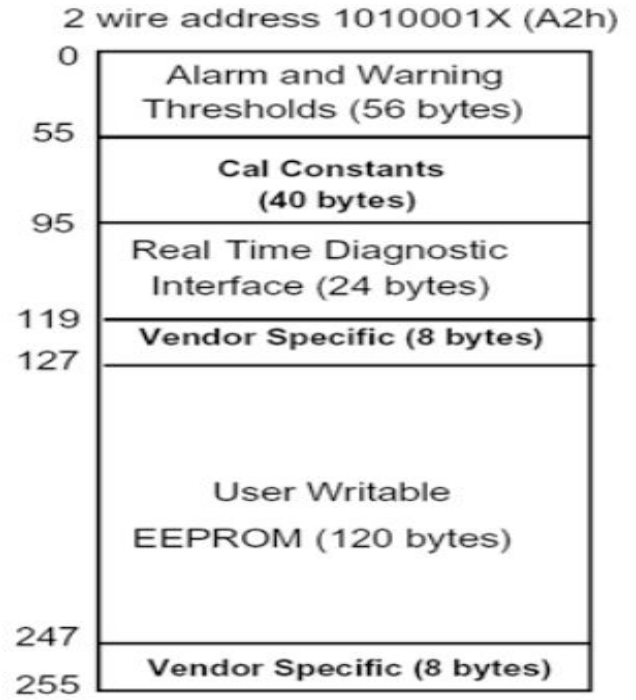 2 wire address 1010001X (A2h)
0
Alarm and Warning
Thresholds (56 bytes)
55
Cal Constants
(40 bytes)
95
Real Time Diagnostic
Interface (24 bytes)
119
Vendor Specific (8 bytes)
127
User Writable
EEPROM (120 bytes)
247
Vendor Specific (8 bytes)
255